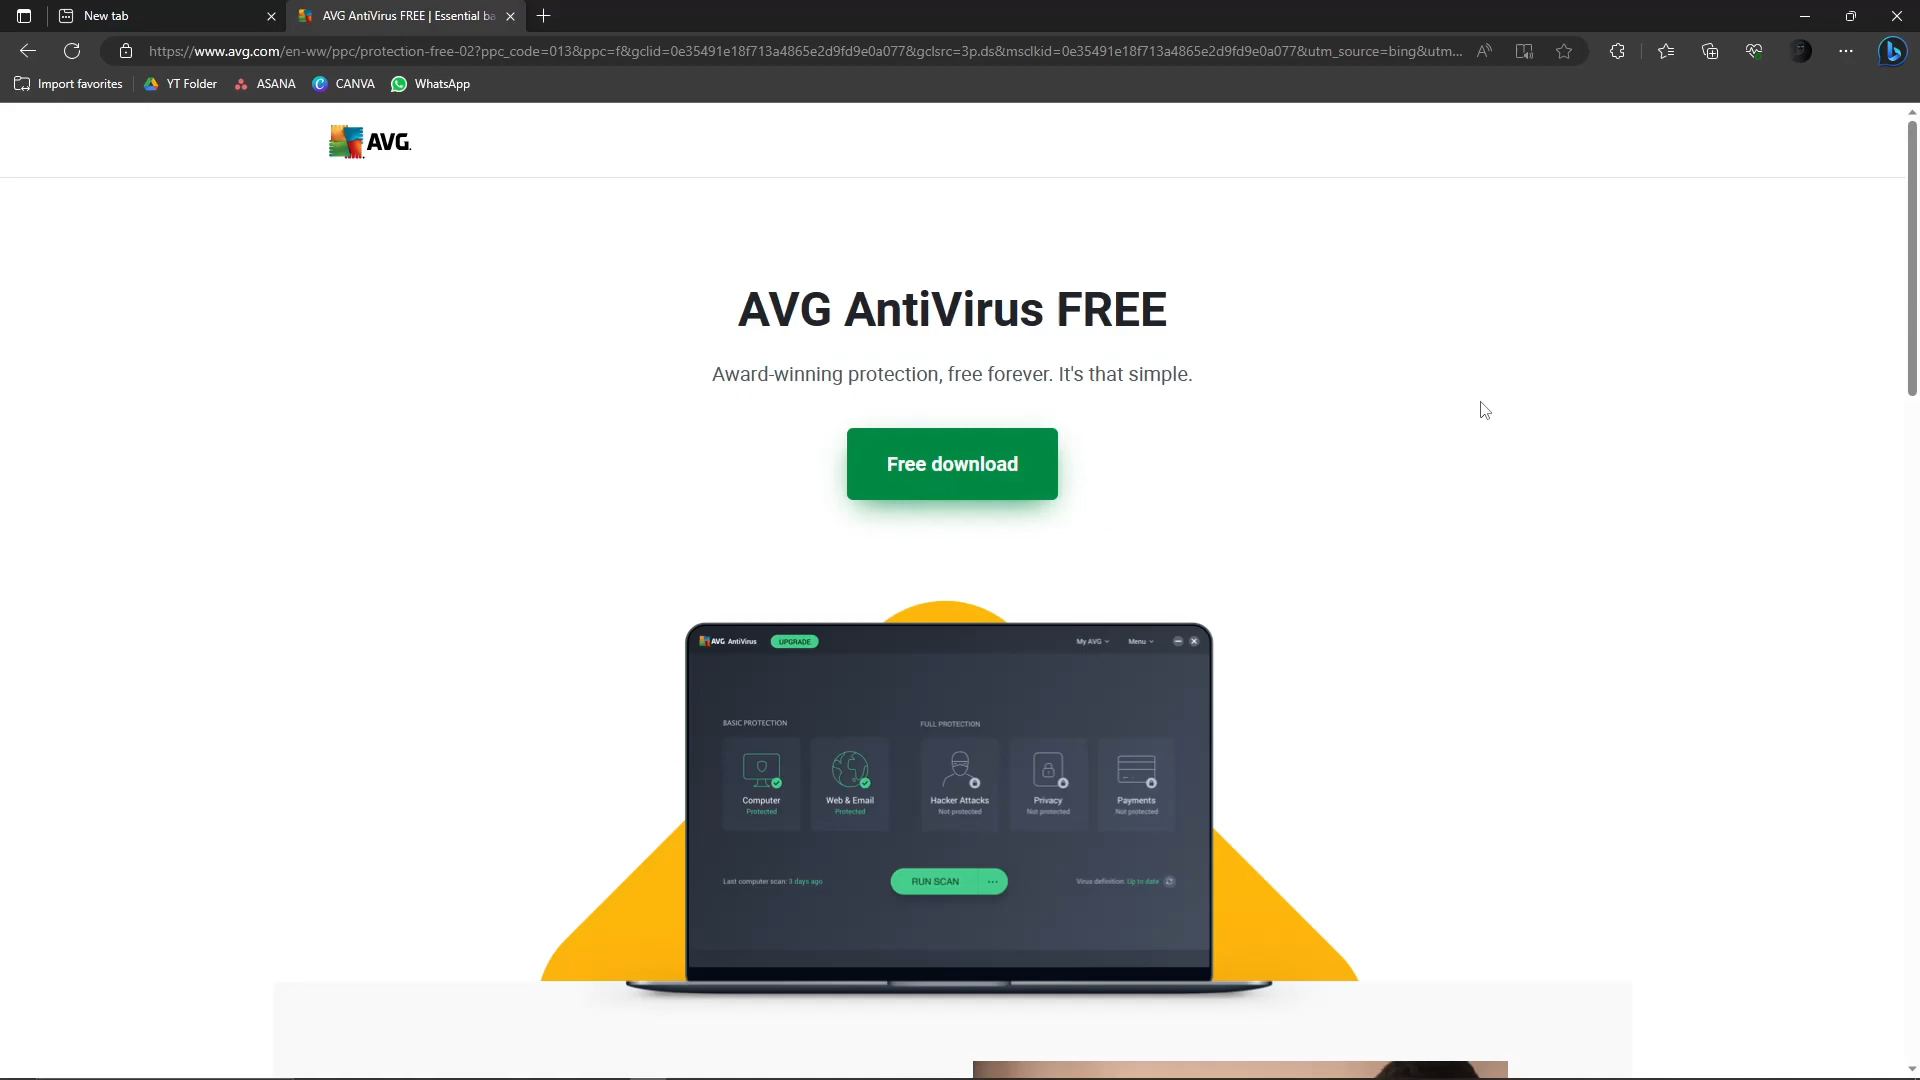 New tab
AVG AntiVirus FREE | Essential ba
https://www.avg.com/en-ww/ppc/protection-free-02?ppc_code=013&ppc=f&gclid=0e35491e18f713a4865e2d9fd9e0a077&gclsrc=3p.ds&msclkid=0e35491e18f713a4865e2d9fd9e0a077&utm_source=bing&utm...
Import favorites
YT Folder
ASANA
CANVA
WhatsApp
AVG.
AVG AntiVirus FREE
Award-winning protection, free forever. It's that simple.
Free download
AVG AntiVirus
UPGRADE
My AVG
Menu
BASIC PROTECTION
FULL PROTECTION
Computer
Protected
Web & Email
Protected
Hacker Attacks
Not protected
Privacy
Not protected
Payments
Not protected
Last computer scan: 3 days ago
RUN SCAN
Virus definition: Up to date